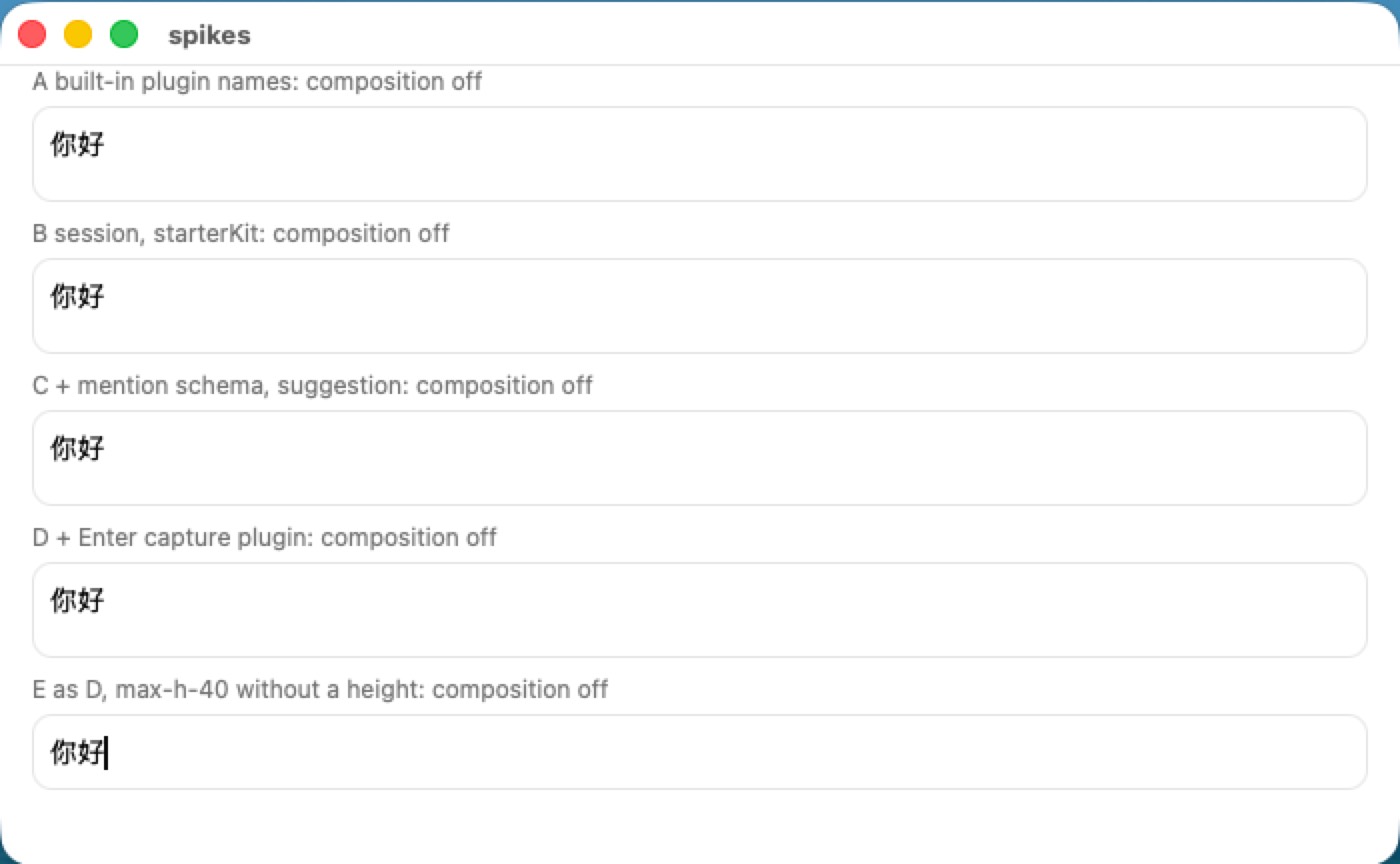 spikes
A built-in plugin names: composition off
你好
B session, starterKit: composition off
你好
C + mention schema, suggestion: composition off
你好
D + Enter capture plugin: composition off
你好
E as D, max-h-40 without a height: composition off
你好